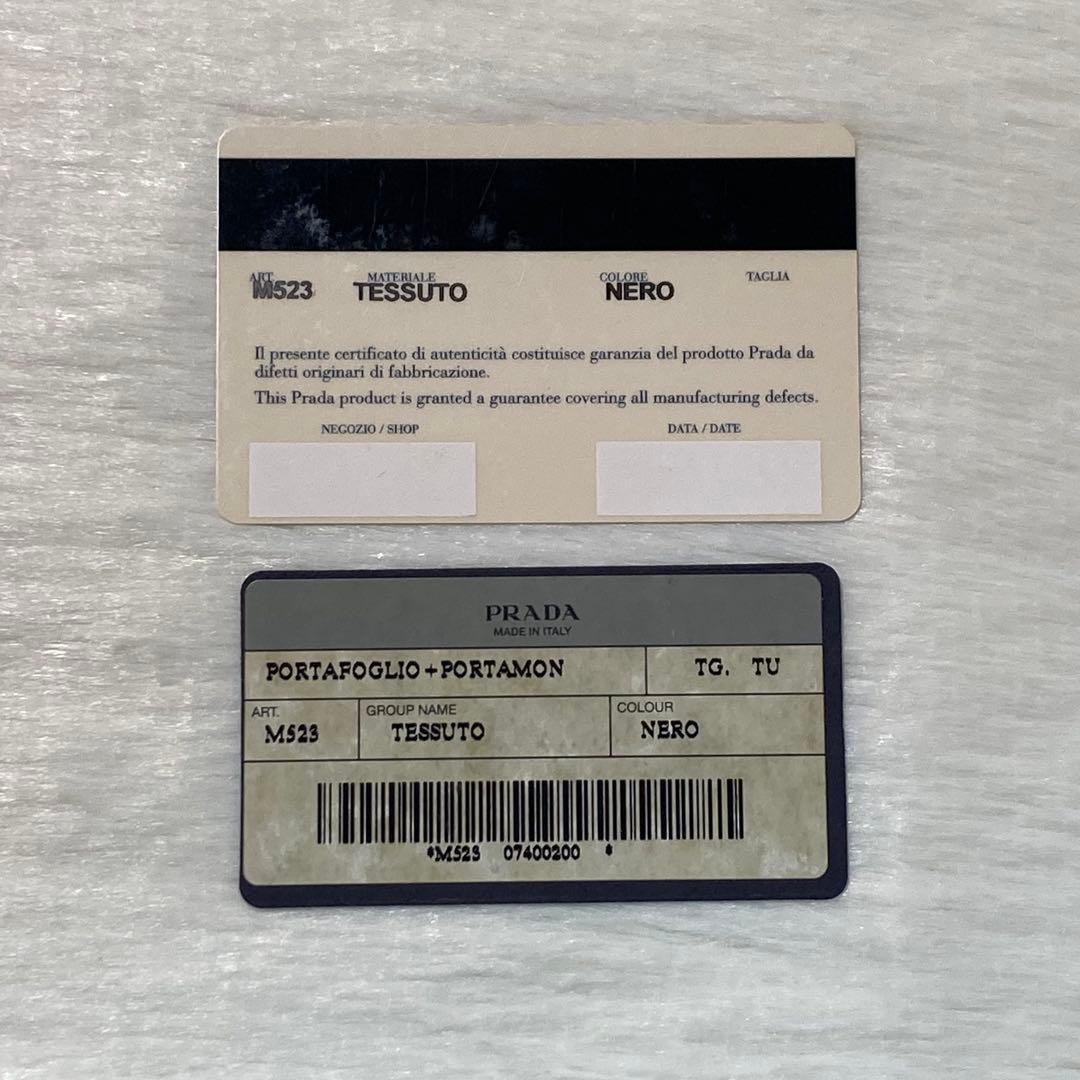 ART. MATERIALE COLORE TAGLIA
M523 TESSUTO NERO
Il presente certificato di autenticità costituisce garanzia del prodotto Prada da
difetti originari di fabbricazione.
This Prada product is granted a guarantee covering all manufacturing defects.
NEGOZIO / SHOP DATA / DATE
PRADA
MADE IN ITALY
PORTAFOGLIO+PORTAMON TG. TU
ART. GROUP NAME COLOUR
M523 TESSUTO NERO
*M523 07400200 *